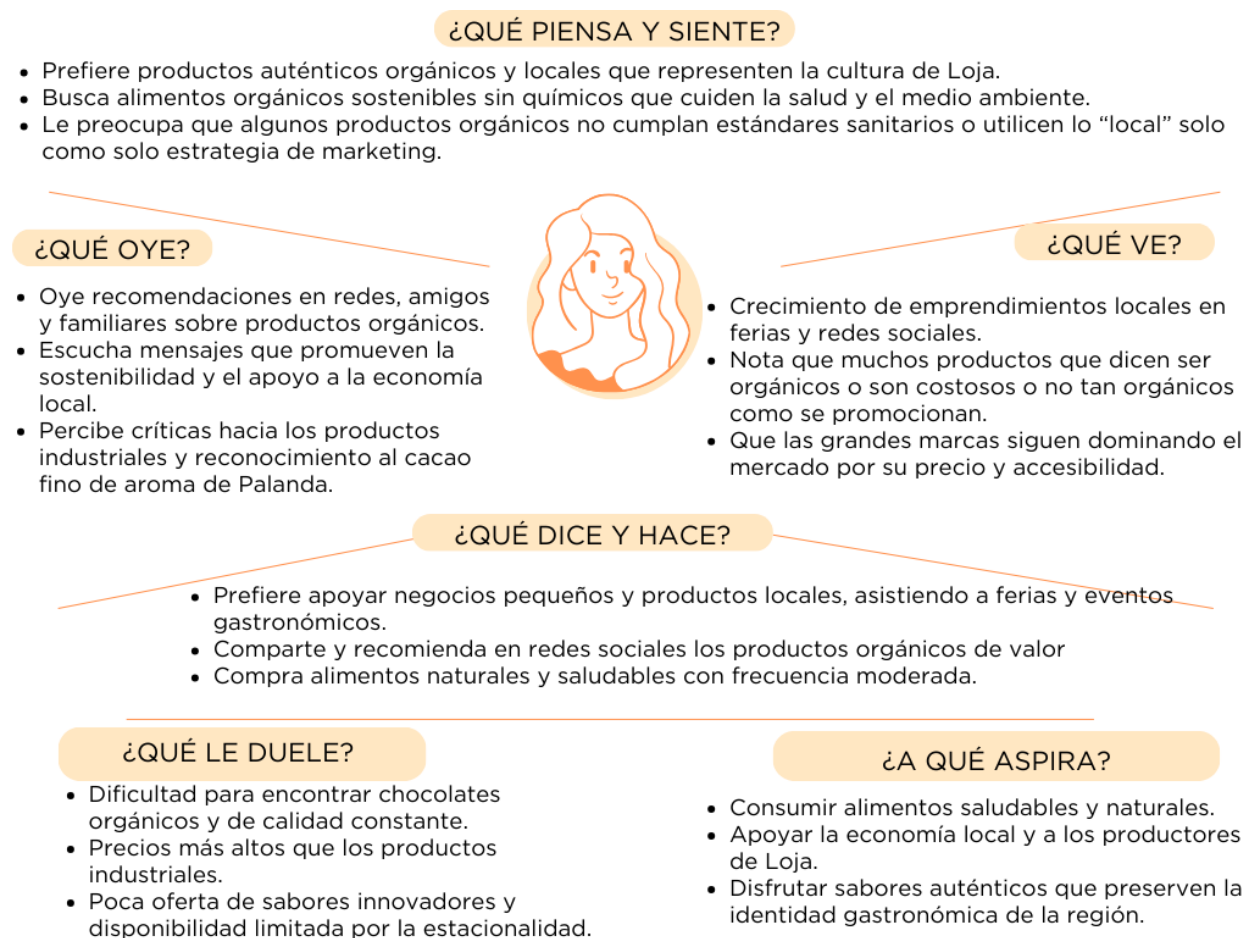 ¿QUÉ PIENSA Y SIENTE?
• Prefiere productos auténticos orgánicos y locales que representen la cultura de Loja.
• Busca alimentos orgánicos sostenibles sin químicos que cuiden la salud y el medio ambiente.
• Le preocupa que algunos productos orgánicos no cumplan estándares sanitarios o utilicen lo “local” solo
como solo estrategia de marketing.
¿QUÉ OYE?
• Oye recomendaciones en redes, amigos
y familiares sobre productos orgánicos.
• Escucha mensajes que promueven la
sostenibilidad y el apoyo a la economía
local.
• Percibe críticas hacia los productos
industriales y reconocimiento al cacao
fino de aroma de Palanda.
¿QUÉ VE?
• Crecimiento de emprendimientos locales en
ferias y redes sociales.
• Nota que muchos productos que dicen ser
orgánicos o son costosos o no tan orgánicos
como se promocionan.
• Que las grandes marcas siguen dominando el
mercado por su precio y accesibilidad.
¿QUÉ DICE Y HACE?
• Prefiere apoyar negocios pequeños y productos locales, asistiendo a ferias y eventos
gastronómicos.
• Comparte y recomienda en redes sociales los productos orgánicos de valor
• Compra alimentos naturales y saludables con frecuencia moderada.
¿QUÉ LE DUELE?
• Dificultad para encontrar chocolates
orgánicos y de calidad constante.
• Precios más altos que los productos
industriales.
• Poca oferta de sabores innovadores y
disponibilidad limitada por la estacionalidad.
¿A QUÉ ASPIRA?
• Consumir alimentos saludables y naturales.
• Apoyar la economía local y a los productores
de Loja.
• Disfrutar sabores auténticos que preserven la
identidad gastronómica de la región.